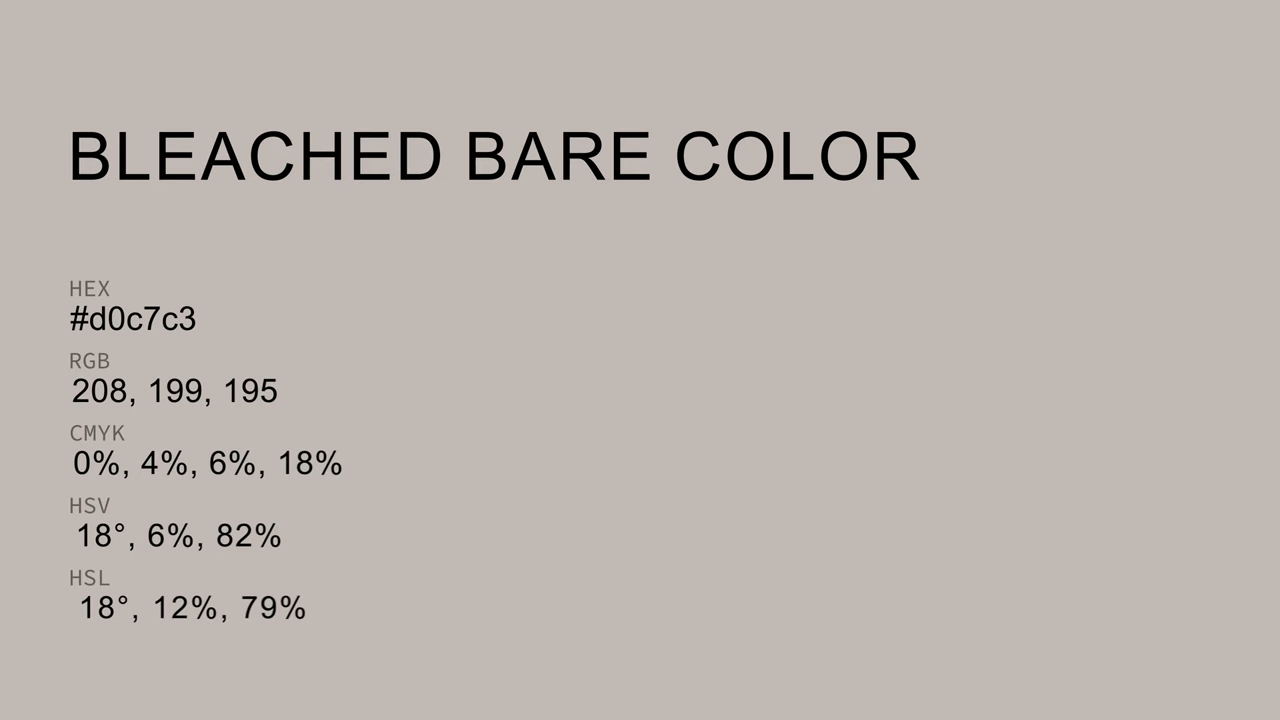 BLEACHED BARE COLOR
HEX
#d0c7c3
RGB
208, 199, 195
CMYK
0%, 4%, 6%, 18%
HSV
18°, 6%, 82%
HSL
18°, 12%, 79%